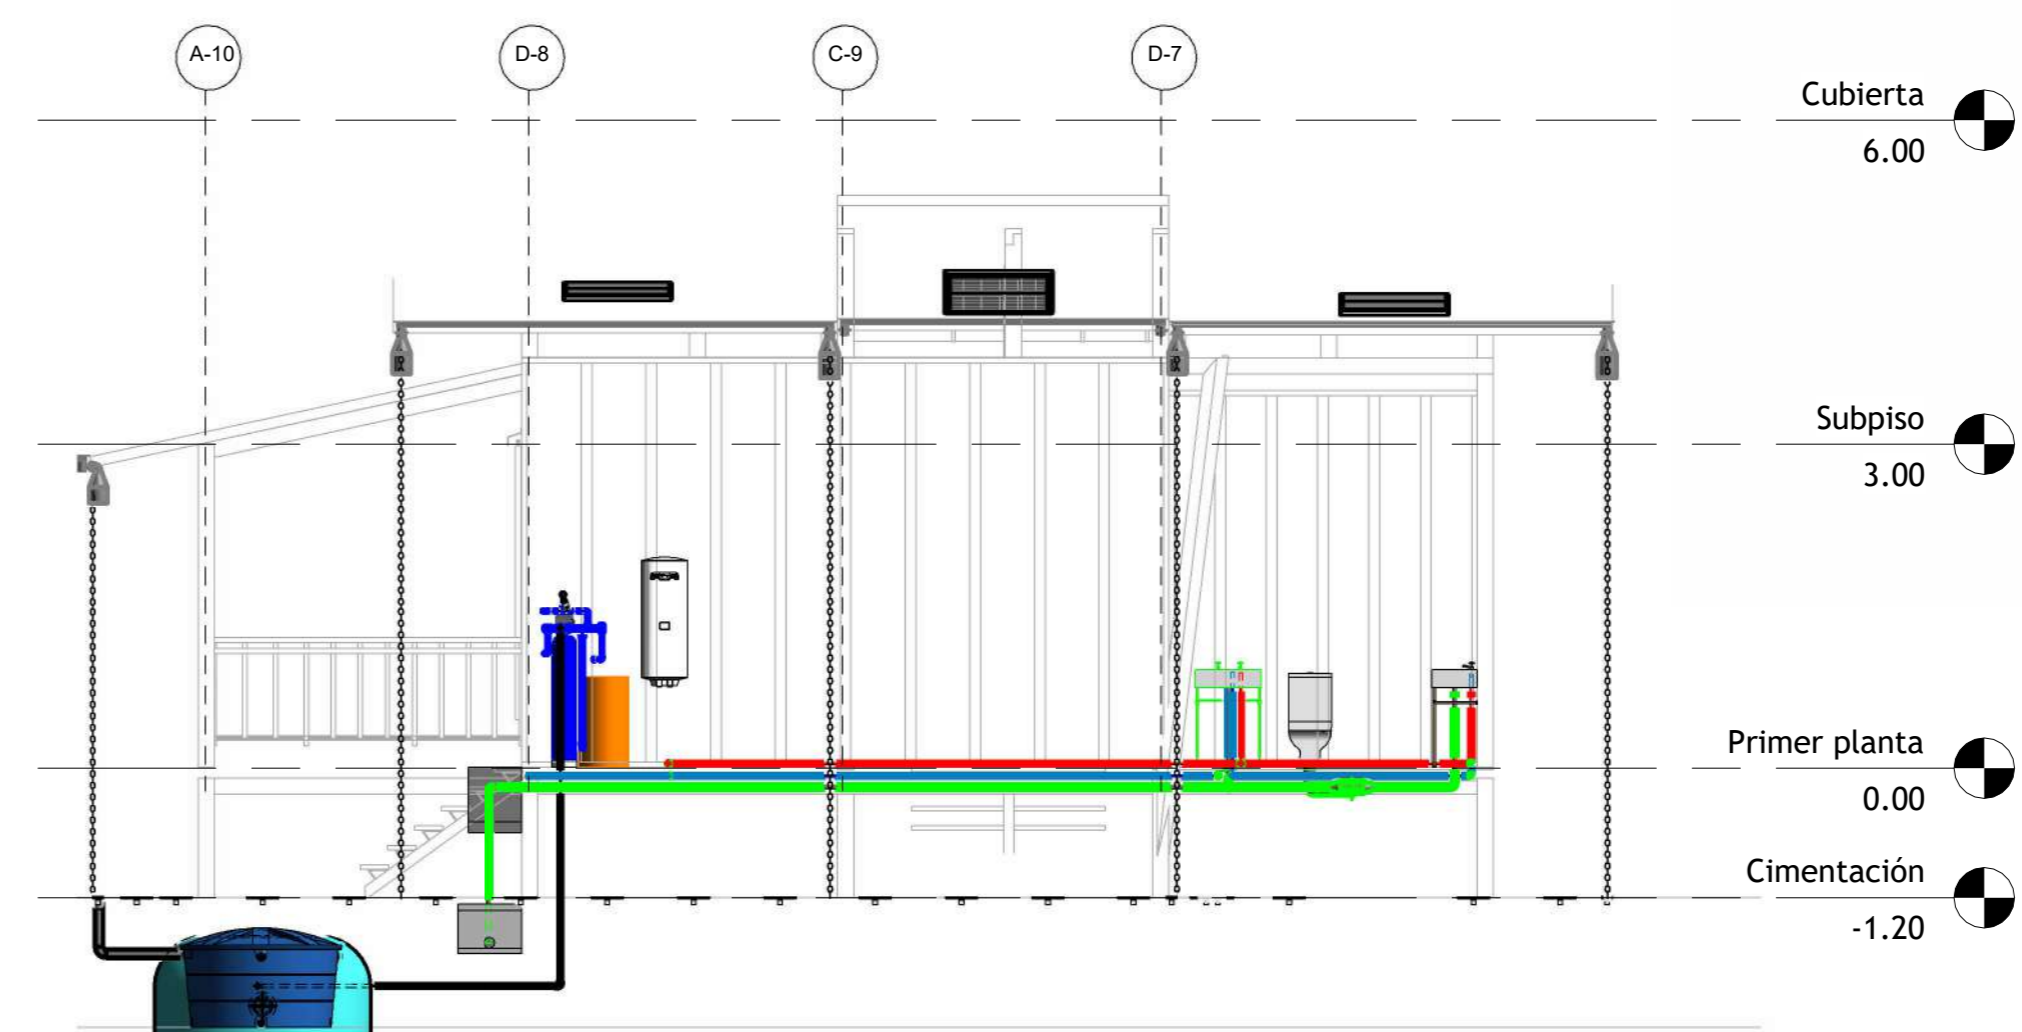 A-10
D-8
C-9
D-7
Cubierta
6.00
Subpiso
3.00
Primer planta
0.00
Cimentación
-1.20